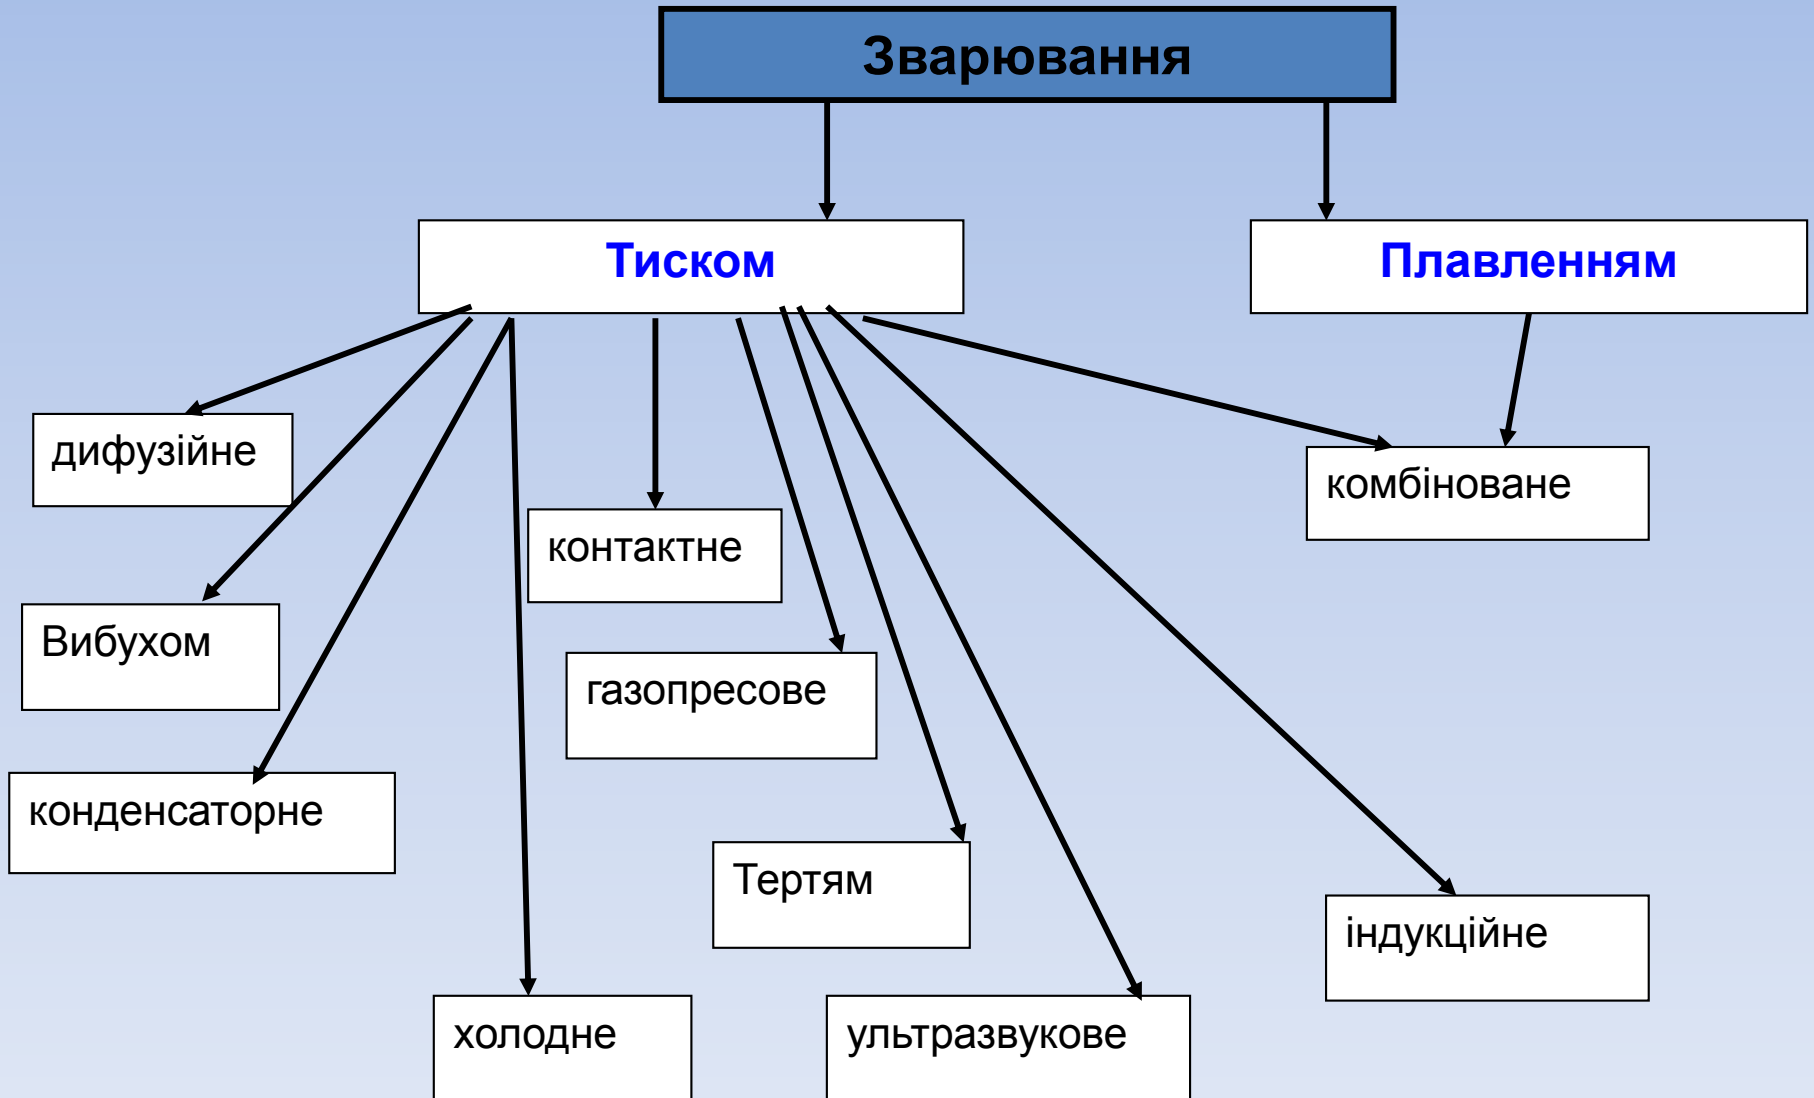 Зварювання
Тиском
Плавленням
дифузійне
комбіноване
контактне
Вибухом
газопресове
конденсаторне
Тертям
індукційне
холодне
ультразвукове